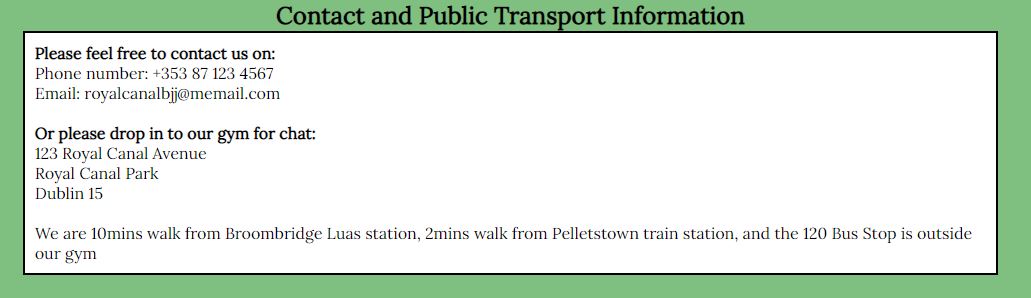 Contact and Public Transport Information
Please feel free to contact us on:
Phone number: +353 87 123 4567
Email: royalcanalbjj@memail.com
Or please drop in to our gym for chat:
123 Royal Canal Avenue
Royal Canal Park
Dublin 15
We are 10mins walk from Broombridge Luas station, 2mins walk from Pelletstown train station, and the 120 Bus Stop is outside
our gym